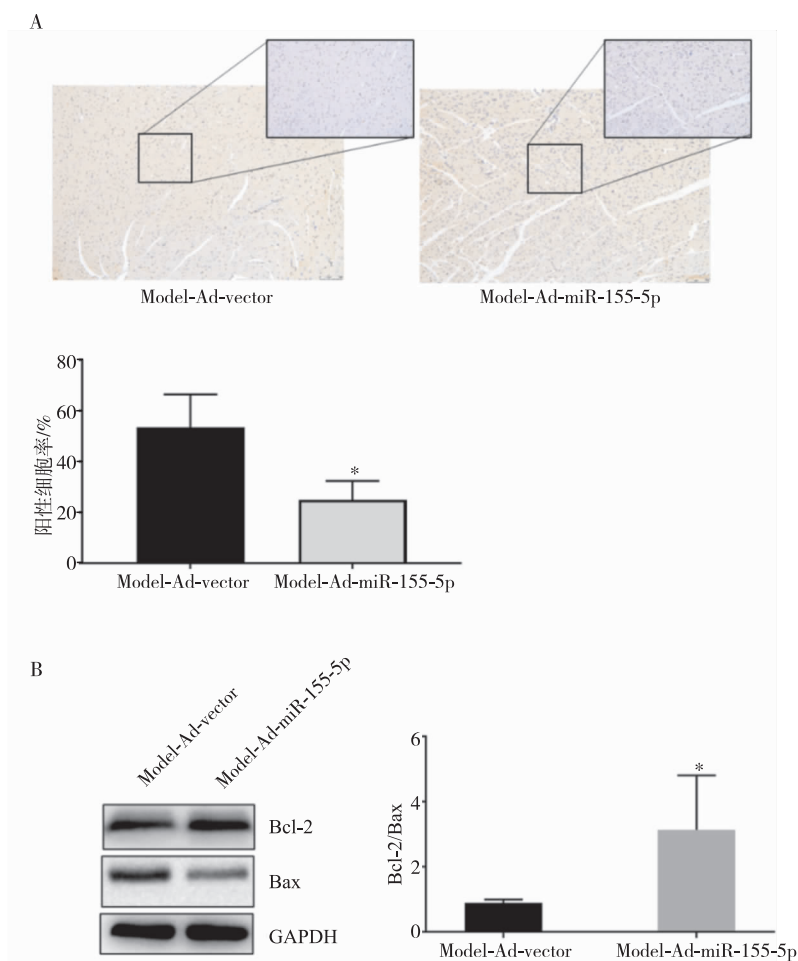 A
Model-Ad-vector
Model-Ad-miR-155-5p
阳性细胞率/%
80
60
40
20
0
*
Model-Ad-vector
Model-Ad-miR-155-5p
B
Model-Ad-vector
Model-Ad-miR-155-5p
Bcl-2
Bax
GAPDH
Bcl-2/Bax
6
4
2
0
*
Model-Ad-vector
Model-Ad-miR-155-5p